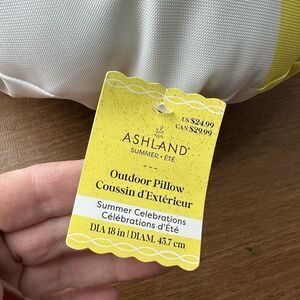 US $24.99
CAN $29.99
ASHLAND
SUMMER • ÉTÉ
Outdoor Pillow
Coussin d'Extérieur
Summer Celebrations
Célébrations d'Été
DIA 18 in | DIAM. 45.7 cm